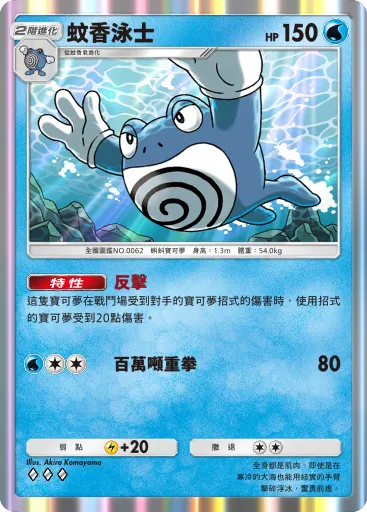 2階進化 蚊香泳士 HP 150
從蚊香君進化
全國圖鑑NO.0062 蝌蚪寶可夢 身高：1.3m 體重：54.0kg
特性 反擊
這隻寶可夢在戰鬥場受到對手的寶可夢招式的傷害時，使用招式
的寶可夢受到20點傷害。
百萬噸重拳 80
弱點 +20 撤退
Illus. Akira Komayama
全身都是肌肉。即使是在
寒冷的大海也能用結實的手臂
擊碎浮冰，奮勇前進。